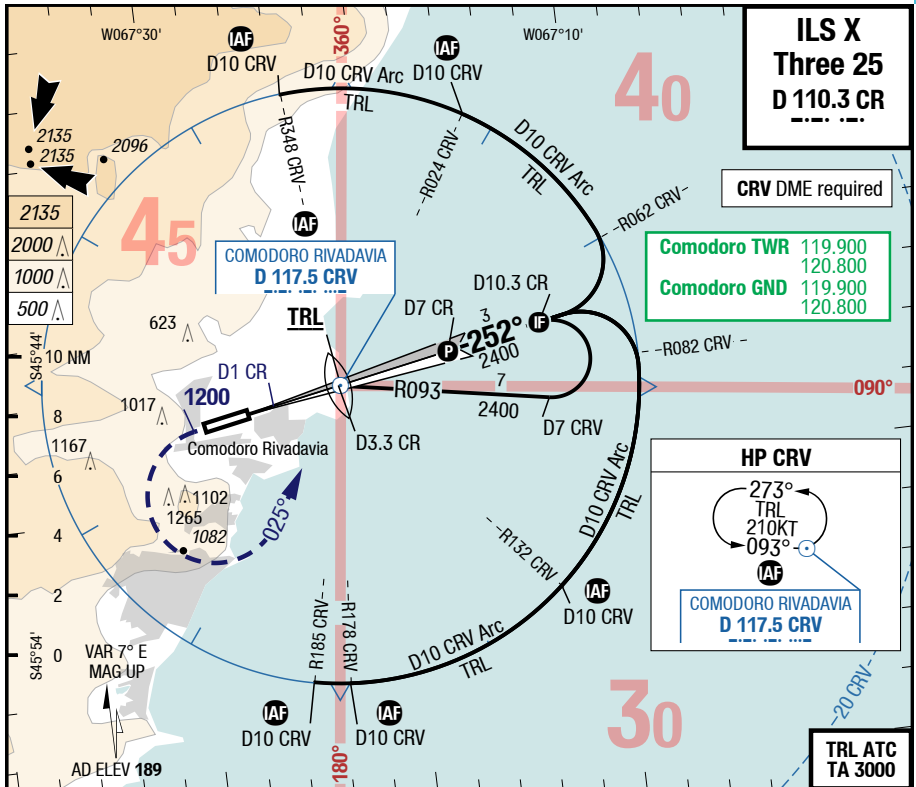 W067°30'
W067°10'
360°
IAF
D10 CRV
D10 CRV Arc
TRL
IAF
D10 CRV
ILS X
Three 25
D 110.3 CR
40
2135
2135
2096
R348 CRV
R024 CRV
D10 CRV Arc
TRL
CRV DME required
R062 CRV
2135
2000
1000
500
45
IAF
COMODORO RIVADAVIA
D 117.5 CRV
Comodoro TWR 119.900
120.800
Comodoro GND 119.900
120.800
D10.3 CR
D7 CR
IF
TRL
3
P
252°
2400
623
S45°44'
10 NM
R082 CRV
D1 CR
1200
R093
7
2400
090°
8
1017
Comodoro Rivadavia
D3.3 CR
D7 CRV
1167
6
HP CRV
273°
TRL
210KT
093°
IAF
COMODORO RIVADAVIA
D 117.5 CRV
D10 CRV Arc
TRL
1102
1265
025°
1082
4
R132 CRV
IAF
D10 CRV
2
R185 CRV
R178 CRV
D10 CRV Arc
TRL
S45°54'
0
VAR 7° E
MAG UP
30
20 CRV
IAF
D10 CRV
IAF
D10 CRV
180°
AD ELEV 189
TRL ATC
TA 3000